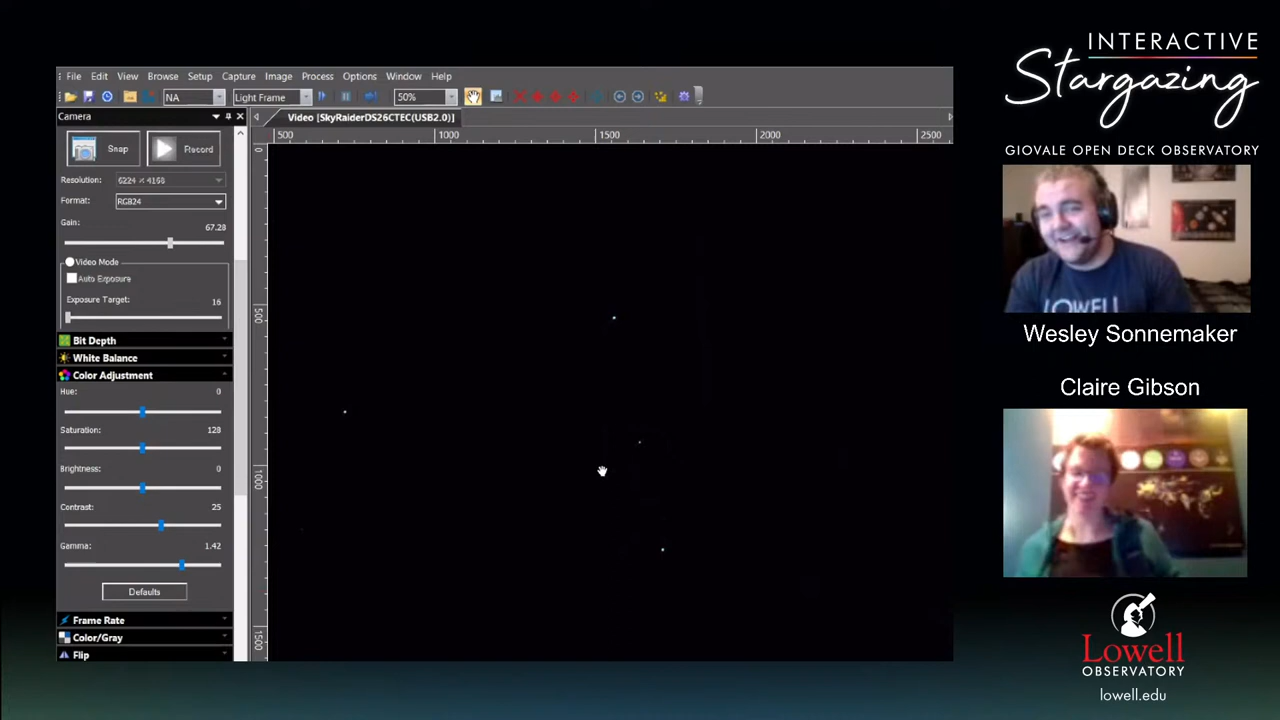 INTERACTIVE
Stargazing
GIOVALE OPEN DECK OBSERVATORY
File Edit View Browse Setup Capture Image Process Options Window Help
NA Light Frame 50%
Camera
Video [SkyRaiderDS26CTEC(USB2.0)]
500 1000 1500 2000 2500
Snap Record
Resolution: 6224 × 4168
Format: RGB24
Gain: 67.28
Video Mode
Auto Exposure
Exposure Target: 16
Bit Depth
White Balance
Color Adjustment
Hue: 0
Saturation: 128
Brightness: 0
Contrast: 25
Gamma: 1.42
Defaults
Frame Rate
Color/Gray
Flip
0
500
1000
1500
LOWELL
Wesley Sonnemaker
Claire Gibson
Lowell
OBSERVATORY
lowell.edu